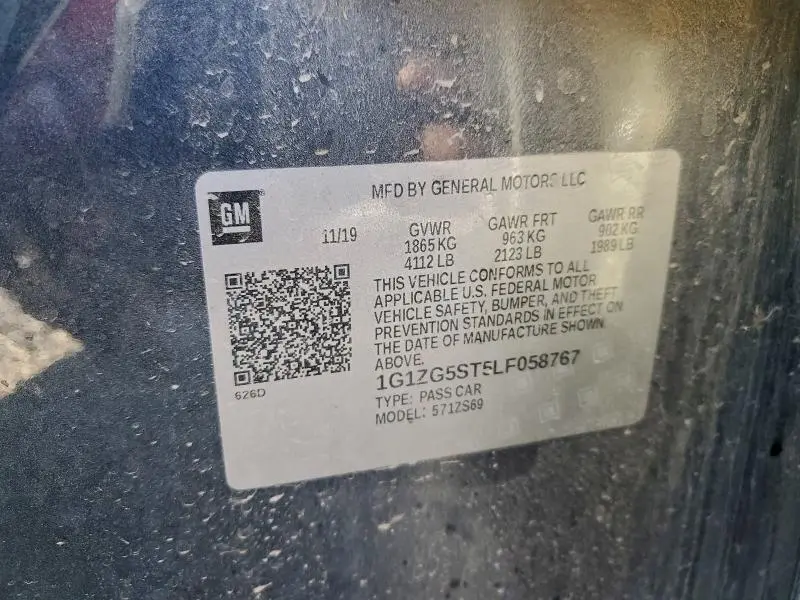 MFD BY GENERAL MOTORS LLC
GM
11/19
GVWR
1865 KG
4112 LB
GAWR FRT
963 KG
2123 LB
GAWR RR
902 KG
1989 LB
THIS VEHICLE CONFORMS TO ALL
APPLICABLE U.S. FEDERAL MOTOR
VEHICLE SAFETY, BUMPER, AND THEFT
PREVENTION STANDARDS IN EFFECT ON
THE DATE OF MANUFACTURE SHOWN
ABOVE.
1G1ZG5ST5LF058767
TYPE: PASS CAR
MODEL: 571ZS69
626D